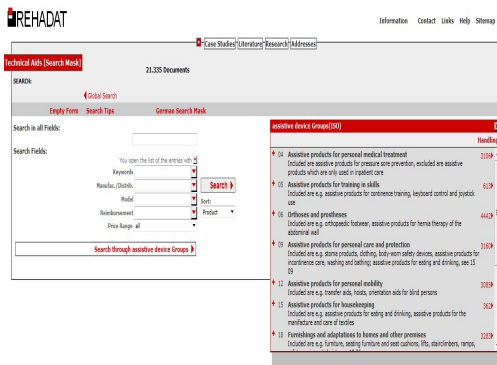 REHADAT
Information Contact Links Help Sitemap
Case Studies Literature Research Addresses
Technical Aids [Search Mask]
21.335 Documents
SEARCH:
Global Search
Empty Form Search Tips German Search Mask
Search in all Fields:
Search Fields:
You open the list of the entries with
Keywords
Manufac./Distrib.
Search
Model
Sort:
Reimbursement
Product
Price Range all
Search through assistive device Groups
assistive device Groups[ISO]
Handling
04 Assistive products for personal medical treatment 3106
Included are assistive products for pressure sore prevention, excluded are assistive
products which are only used in inpatient care
05 Assistive products for training in skills 613
Included are e.g. assistive products for continence training, keyboard control and joystick
use
06 Orthoses and prostheses 4442
Included are e.g. orthopaedic footwear, assistive products for hernia therapy of the
abdominal wall
09 Assistive products for personal care and protection 3160
Included are e.g. stoma products, clothing, body-worn safety devices, assistive products for
incontinence care, washing and bathing; assistive products for eating and drinking, see 15
09
12 Assistive products for personal mobility 3085
Included are e.g. transfer aids, hoists, orientation aids for blind persons
15 Assistive products for housekeeping 562
Included are e.g. assistive products for eating and drinking, assistive products for the
manifacture and care of textiles
18 Furnishings and adaptations to homes and other premises 3283
Included are e.g. furniture, seating furniture and seat cushions, lifts, stairclimbers, ramps,